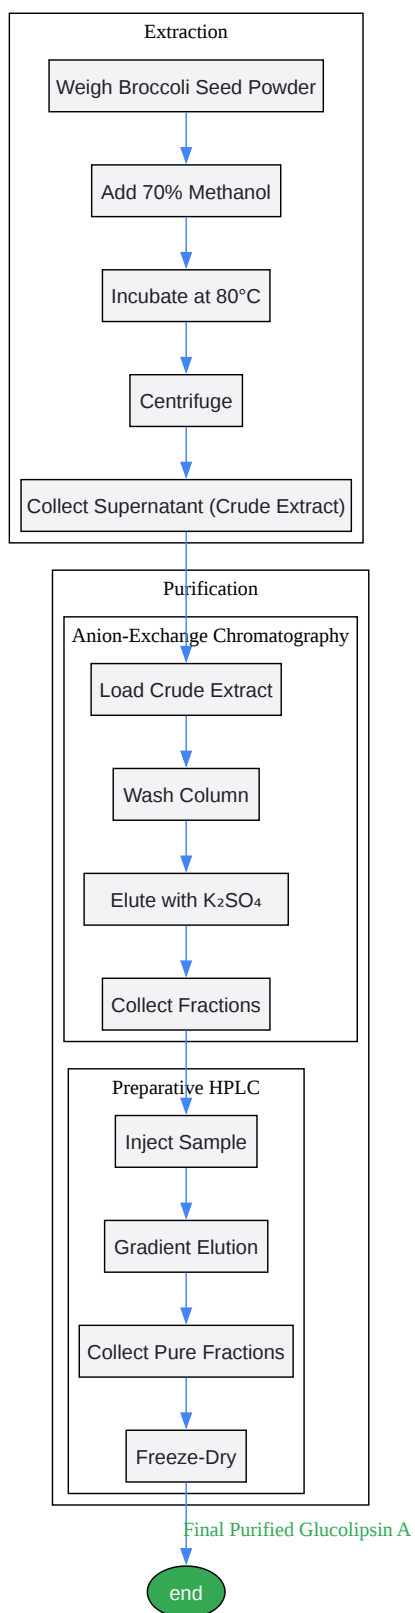 Extraction
Weigh Broccoli Seed Powder
Add 70% Methanol
Incubate at 80°C
Centrifuge
Collect Supernatant (Crude Extract)
Purification
Anion-Exchange Chromatography
Load Crude Extract
Wash Column
Elute with K₂SO₄
Collect Fractions
Preparative HPLC
Inject Sample
Gradient Elution
Collect Pure Fractions
Freeze-Dry
Final Purified Glucolipsin A
end